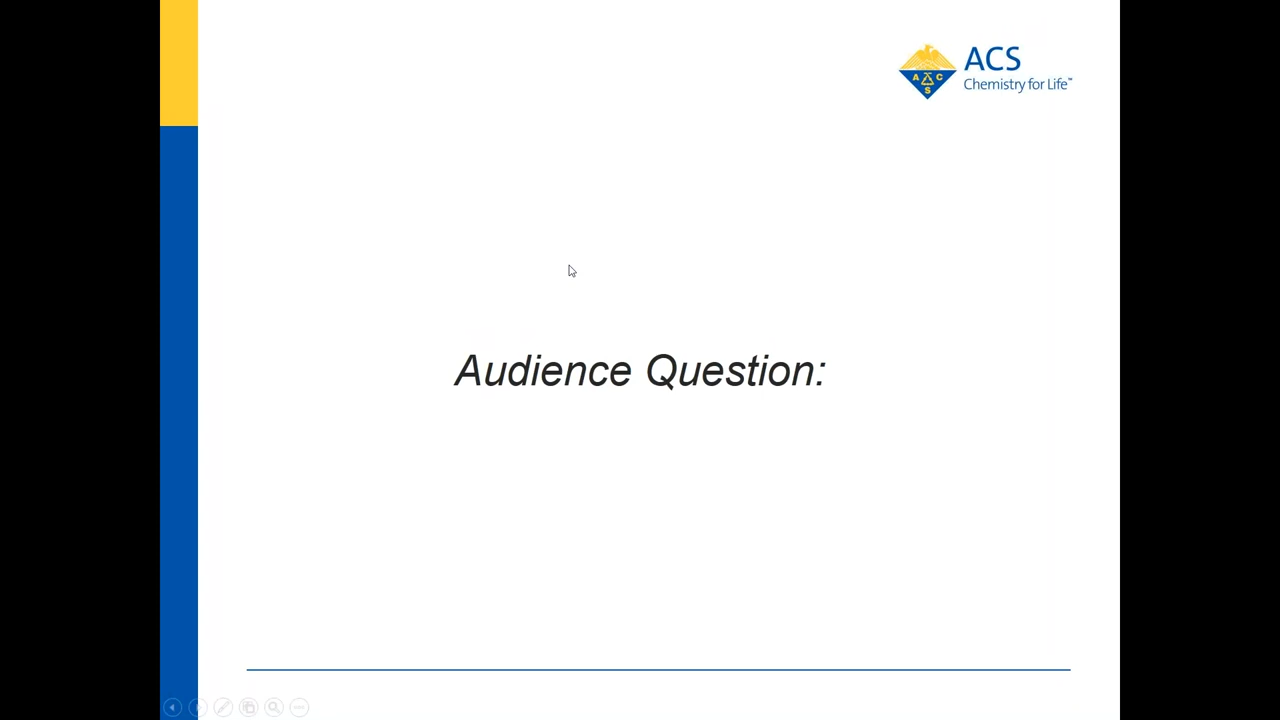 ACS
Chemistry for Life™
A C
S
Audience Question: